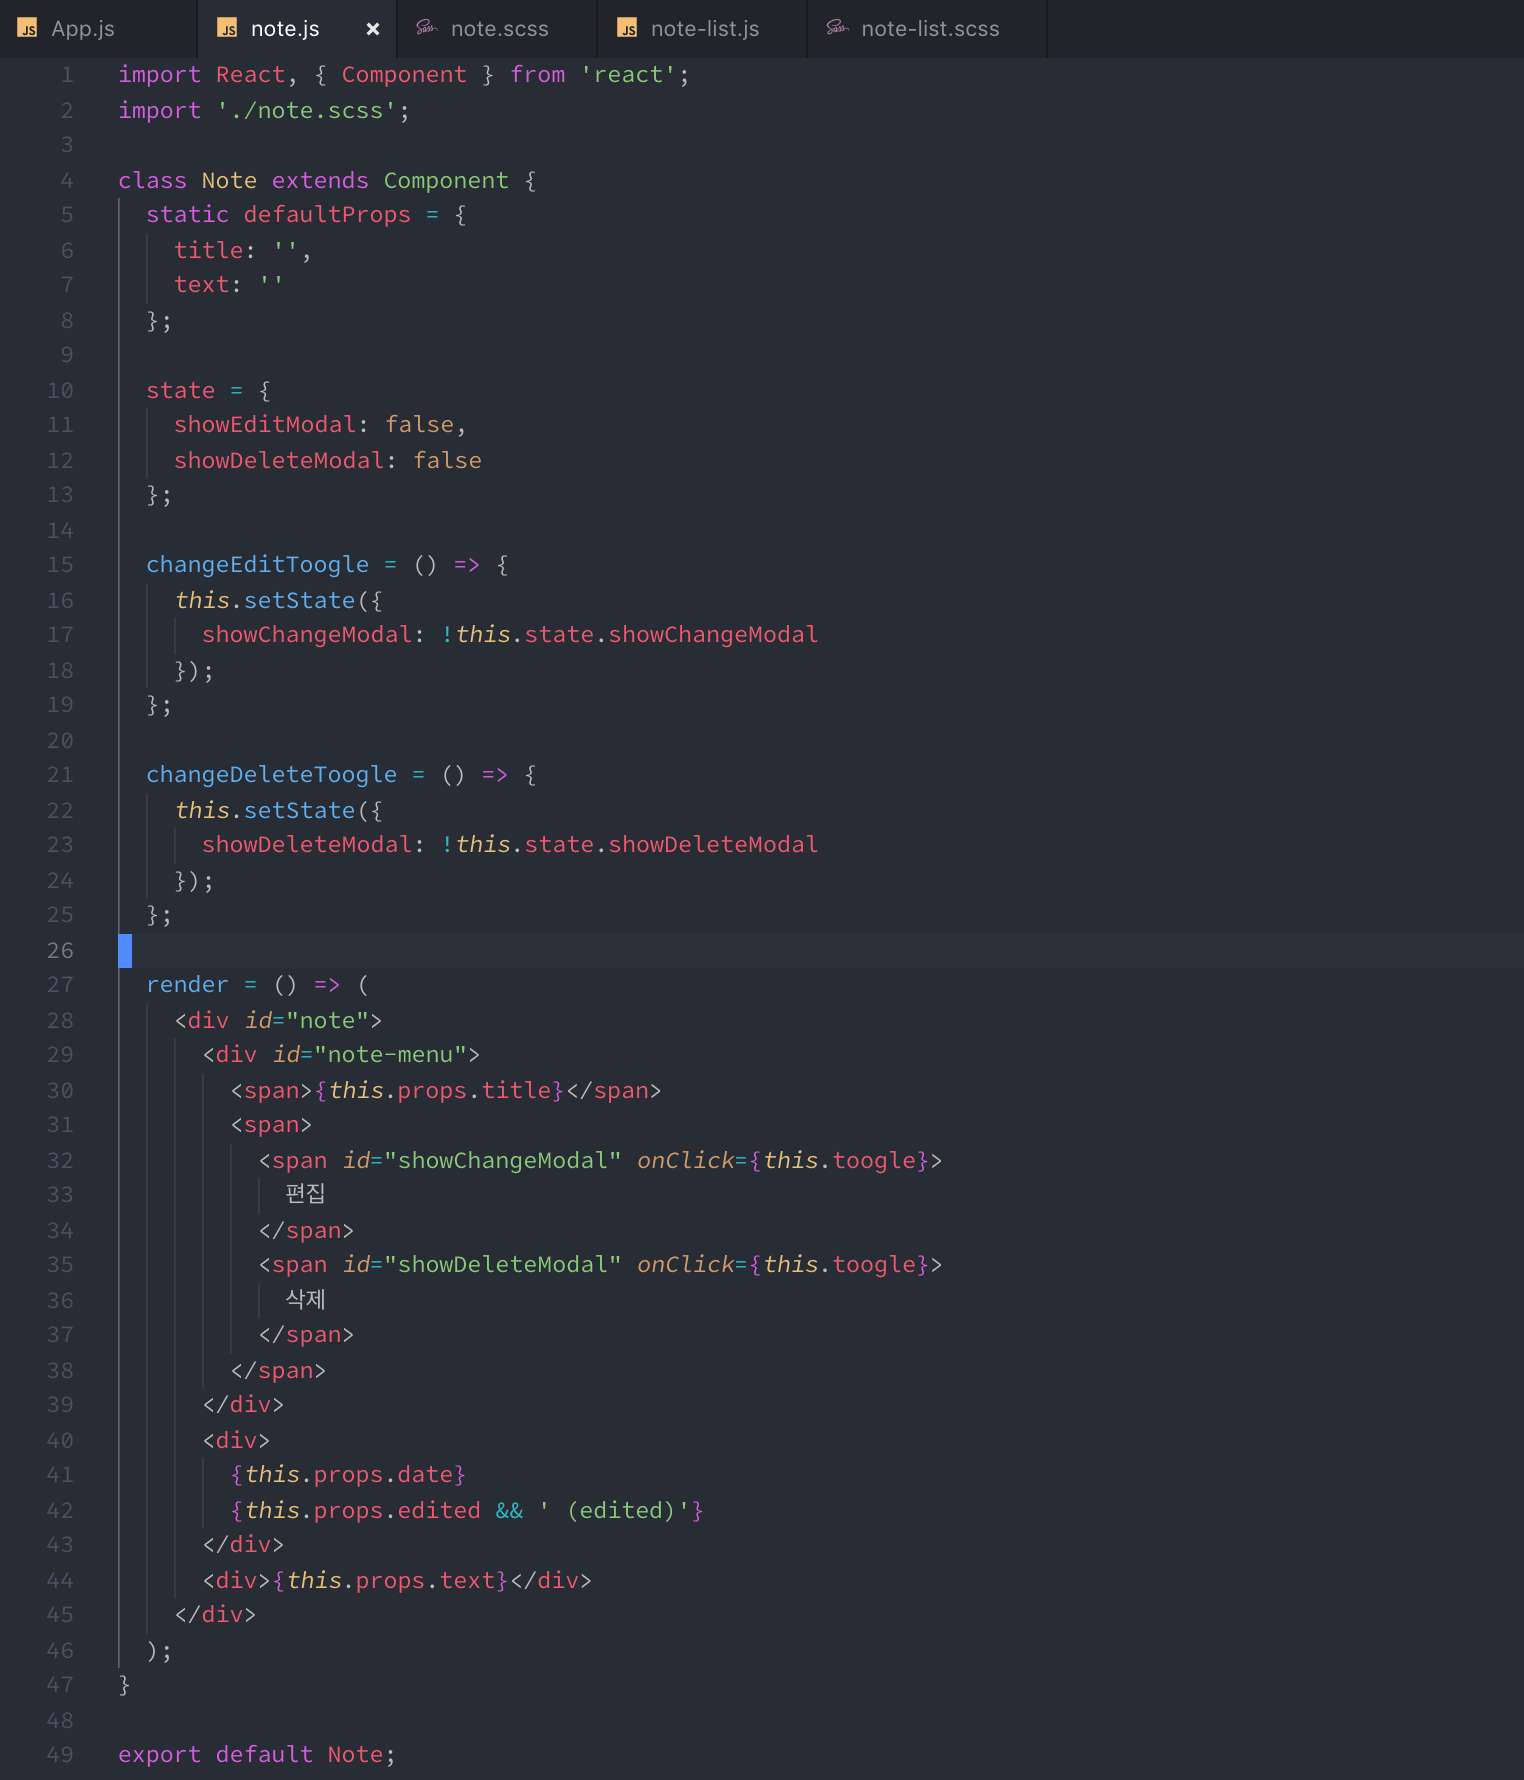 App.js note.js × note.scss note-list.js note-list.scss
1 import React, { Component } from 'react';
2 import './note.scss';
3
4 class Note extends Component {
5 static defaultProps = {
6 title: '',
7 text: ''
8 };
9
10 state = {
11 showEditModal: false,
12 showDeleteModal: false
13 };
14
15 changeEditToogle = () => {
16 this.setState({
17 showChangeModal: !this.state.showChangeModal
18 });
19 };
20
21 changeDeleteToogle = () => {
22 this.setState({
23 showDeleteModal: !this.state.showDeleteModal
24 });
25 };
26
27 render = () => (
28 <div id="note">
29 <div id="note-menu">
30 <span>{this.props.title}</span>
31 <span>
32 <span id="showChangeModal" onClick={this.toogle}>
33 편집
34 </span>
35 <span id="showDeleteModal" onClick={this.toogle}>
36 삭제
37 </span>
38 </span>
39 </div>
40 <div>
41 {this.props.date}
42 {this.props.edited && ' (edited)'}
43 </div>
44 <div>{this.props.text}</div>
45 </div>
46 );
47 }
48
49 export default Note;